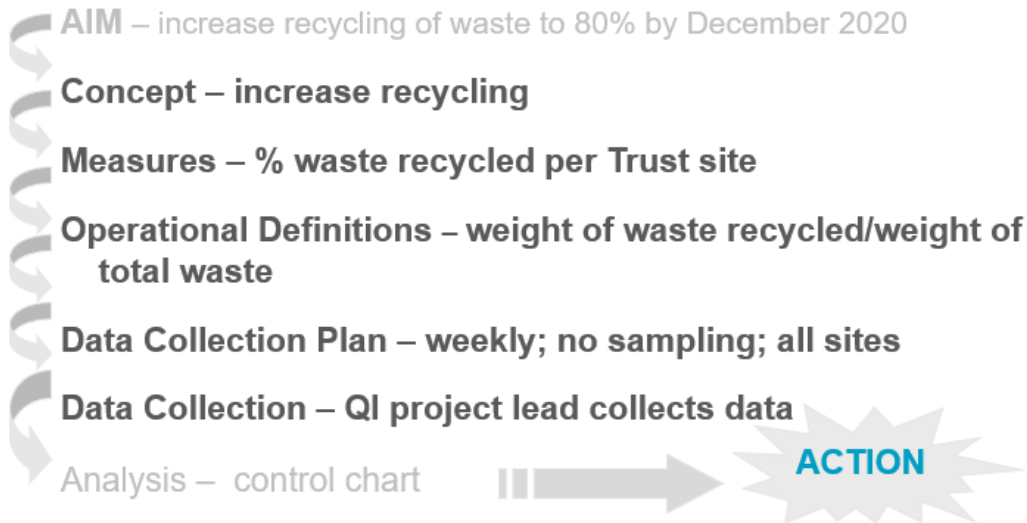 AIM – increase recycling of waste to 80% by December 2020
Concept – increase recycling
Measures – % waste recycled per Trust site
Operational Definitions – weight of waste recycled/weight of
total waste
Data Collection Plan – weekly; no sampling; all sites
Data Collection – QI project lead collects data
Analysis – control chart
ACTION